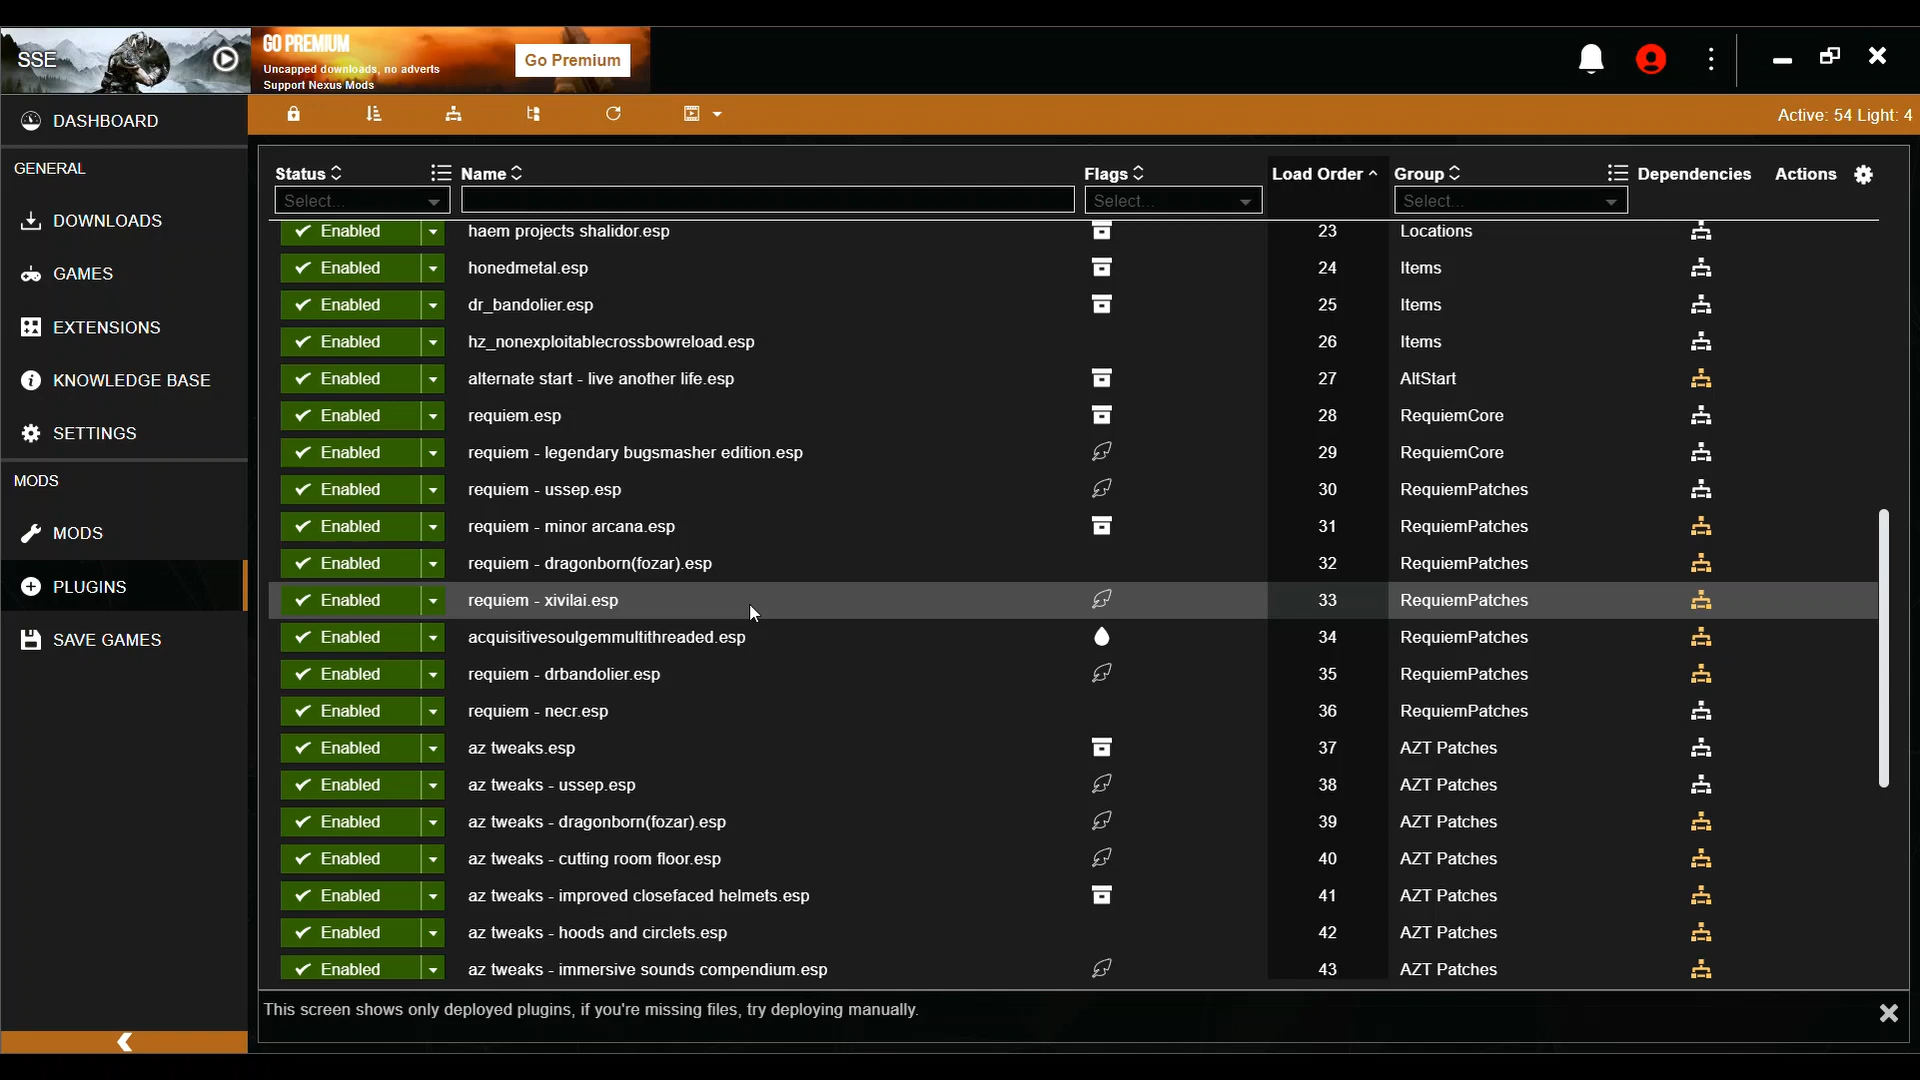 SSE
GO PREMIUM
Uncapped downloads, no adverts
Support Nexus Mods
Go Premium
Active: 54 Light: 4
DASHBOARD
GENERAL
DOWNLOADS
GAMES
EXTENSIONS
KNOWLEDGE BASE
SETTINGS
MODS
MODS
PLUGINS
SAVE GAMES
Status Name Flags Load Order Group Dependencies Actions
Select... Select... Select...
Enabled haem projects shalidor.esp 23 Locations
Enabled honedmetal.esp 24 Items
Enabled dr_bandolier.esp 25 Items
Enabled hz_nonexploitablecrossbowreload.esp 26 Items
Enabled alternate start - live another life.esp 27 AltStart
Enabled requiem.esp 28 RequiemCore
Enabled requiem - legendary bugsmasher edition.esp 29 RequiemCore
Enabled requiem - ussep.esp 30 RequiemPatches
Enabled requiem - minor arcana.esp 31 RequiemPatches
Enabled requiem - dragonborn(fozar).esp 32 RequiemPatches
Enabled requiem - xivilai.esp 33 RequiemPatches
Enabled acquisitivesoulgemmultithreaded.esp 34 RequiemPatches
Enabled requiem - drbandolier.esp 35 RequiemPatches
Enabled requiem - necr.esp 36 RequiemPatches
Enabled az tweaks.esp 37 AZT Patches
Enabled az tweaks - ussep.esp 38 AZT Patches
Enabled az tweaks - dragonborn(fozar).esp 39 AZT Patches
Enabled az tweaks - cutting room floor.esp 40 AZT Patches
Enabled az tweaks - improved closefaced helmets.esp 41 AZT Patches
Enabled az tweaks - hoods and circlets.esp 42 AZT Patches
Enabled az tweaks - immersive sounds compendium.esp 43 AZT Patches
This screen shows only deployed plugins, if you're missing files, try deploying manually.